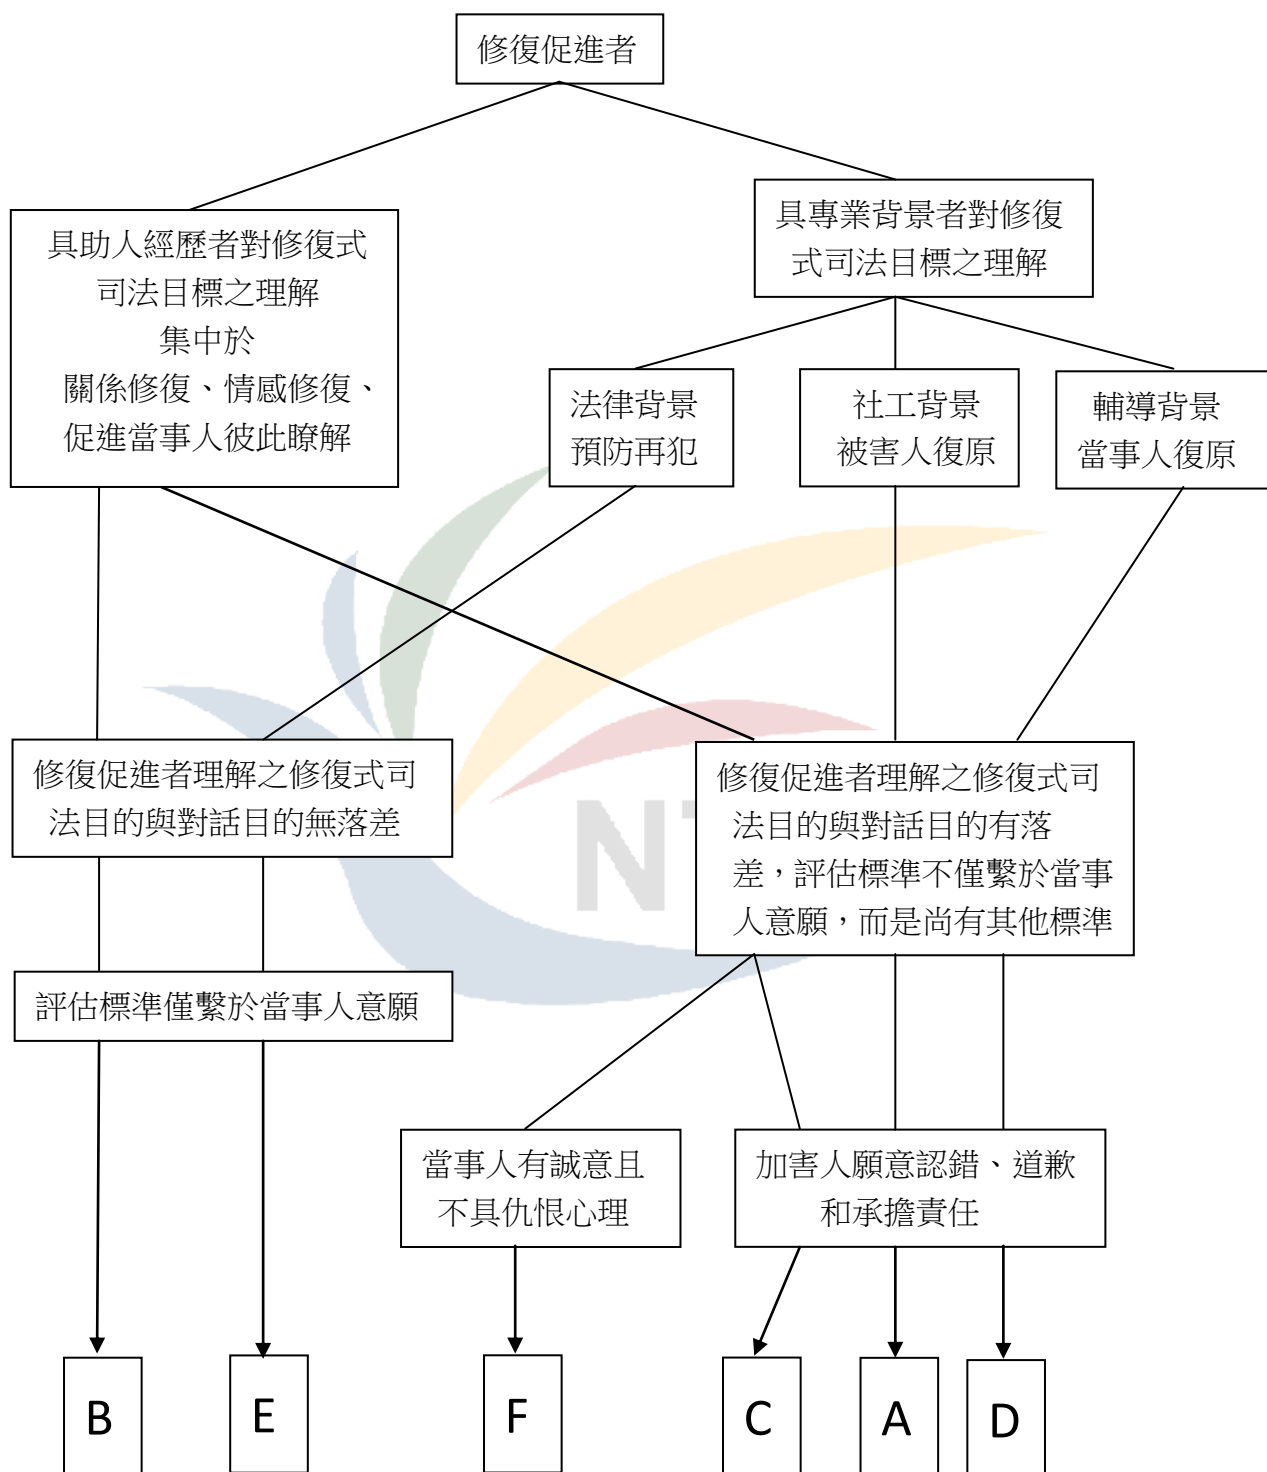 修復促進者
具助人經歷者對修復式
司法目標之理解
集中於
關係修復、情感修復、
促進當事人彼此瞭解
具專業背景者對修復
式司法目標之理解
法律背景
預防再犯
社工背景
被害人復原
輔導背景
當事人復原
修復促進者理解之修復式司
法目的與對話目的無落差
修復促進者理解之修復式司
法目的與對話目的有落
差，評估標準不僅繫於當事
人意願，而是尚有其他標準
評估標準僅繫於當事人意願
當事人有誠意且
不具仇恨心理
加害人願意認錯、道歉
和承擔責任
B
E
F
C
A
D